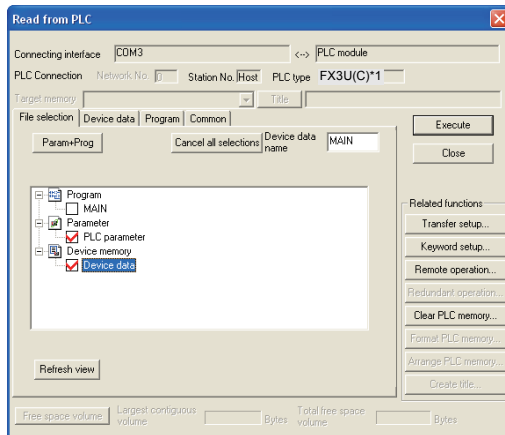 Read from PLC
Connecting interface COM3 <--> PLC module
PLC Connection Network No. 0 Station No. Host PLC type FX3U(C)*1
Target memory Title
File selection Device data Program Common
Execute
Param+Prog Cancel all selections Device data name MAIN
Close
Program
MAIN
Parameter
PLC parameter
Device memory
Device data
Related functions
Transfer setup...
Keyword setup...
Remote operation...
Redundant operation...
Clear PLC memory...
Format PLC memory...
Arrange PLC memory...
Create title...
Refresh view
Free space volume Largest contiguous volume Bytes Total free space volume Bytes